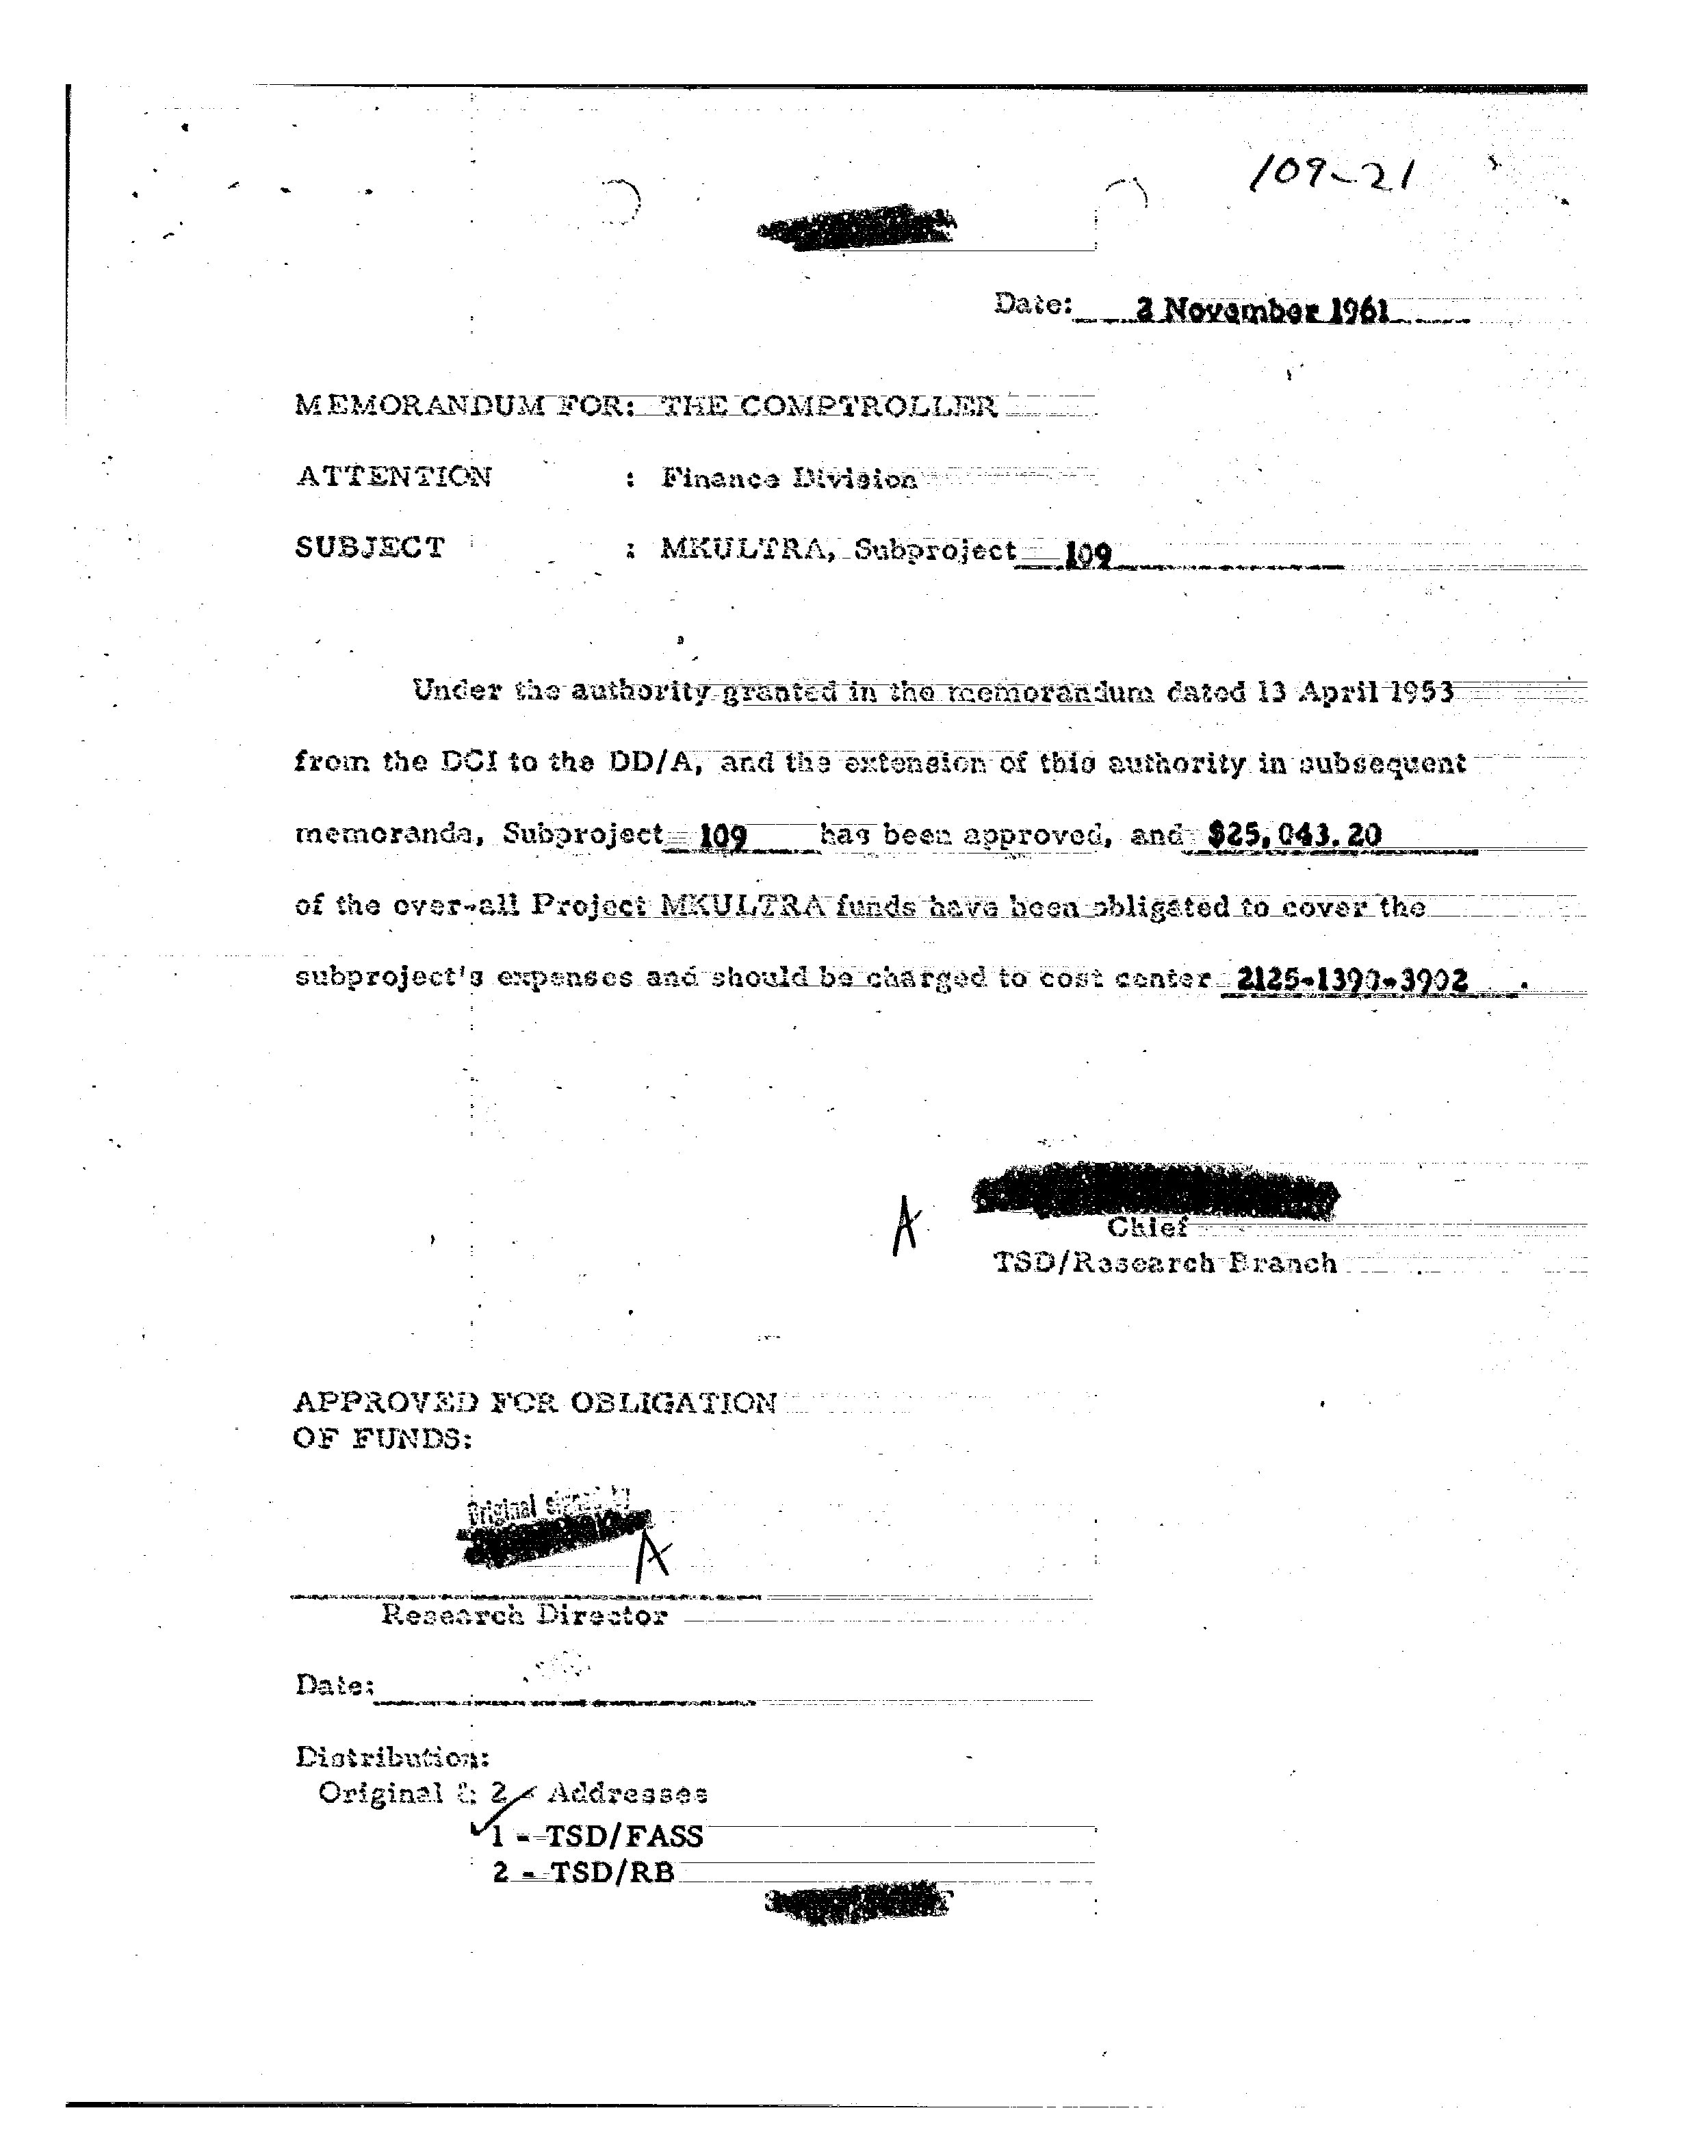 109-21
Date: 2 November 1961
MEMORANDUM FOR: THE COMPTROLLER
ATTENTION : Finance Division
SUBJECT : MKULTRA, Subproject 109
Under the authority granted in the memorandum dated 13 April 1953
from the DCI to the DD/A, and the extension of this authority in subsequent
memoranda, Subproject 109 has been approved, and $25,043.20
of the over-all Project MKULTRA funds have been obligated to cover the
subproject's expenses and should be charged to cost center 2125-1390-3902 .
A
Chief
TSD/Research Branch
APPROVED FOR OBLIGATION
OF FUNDS:
Original signed by
A
Research Director
Date:
Distribution:
Original & 2 - Addresses
1 - TSD/FASS
2 - TSD/RB